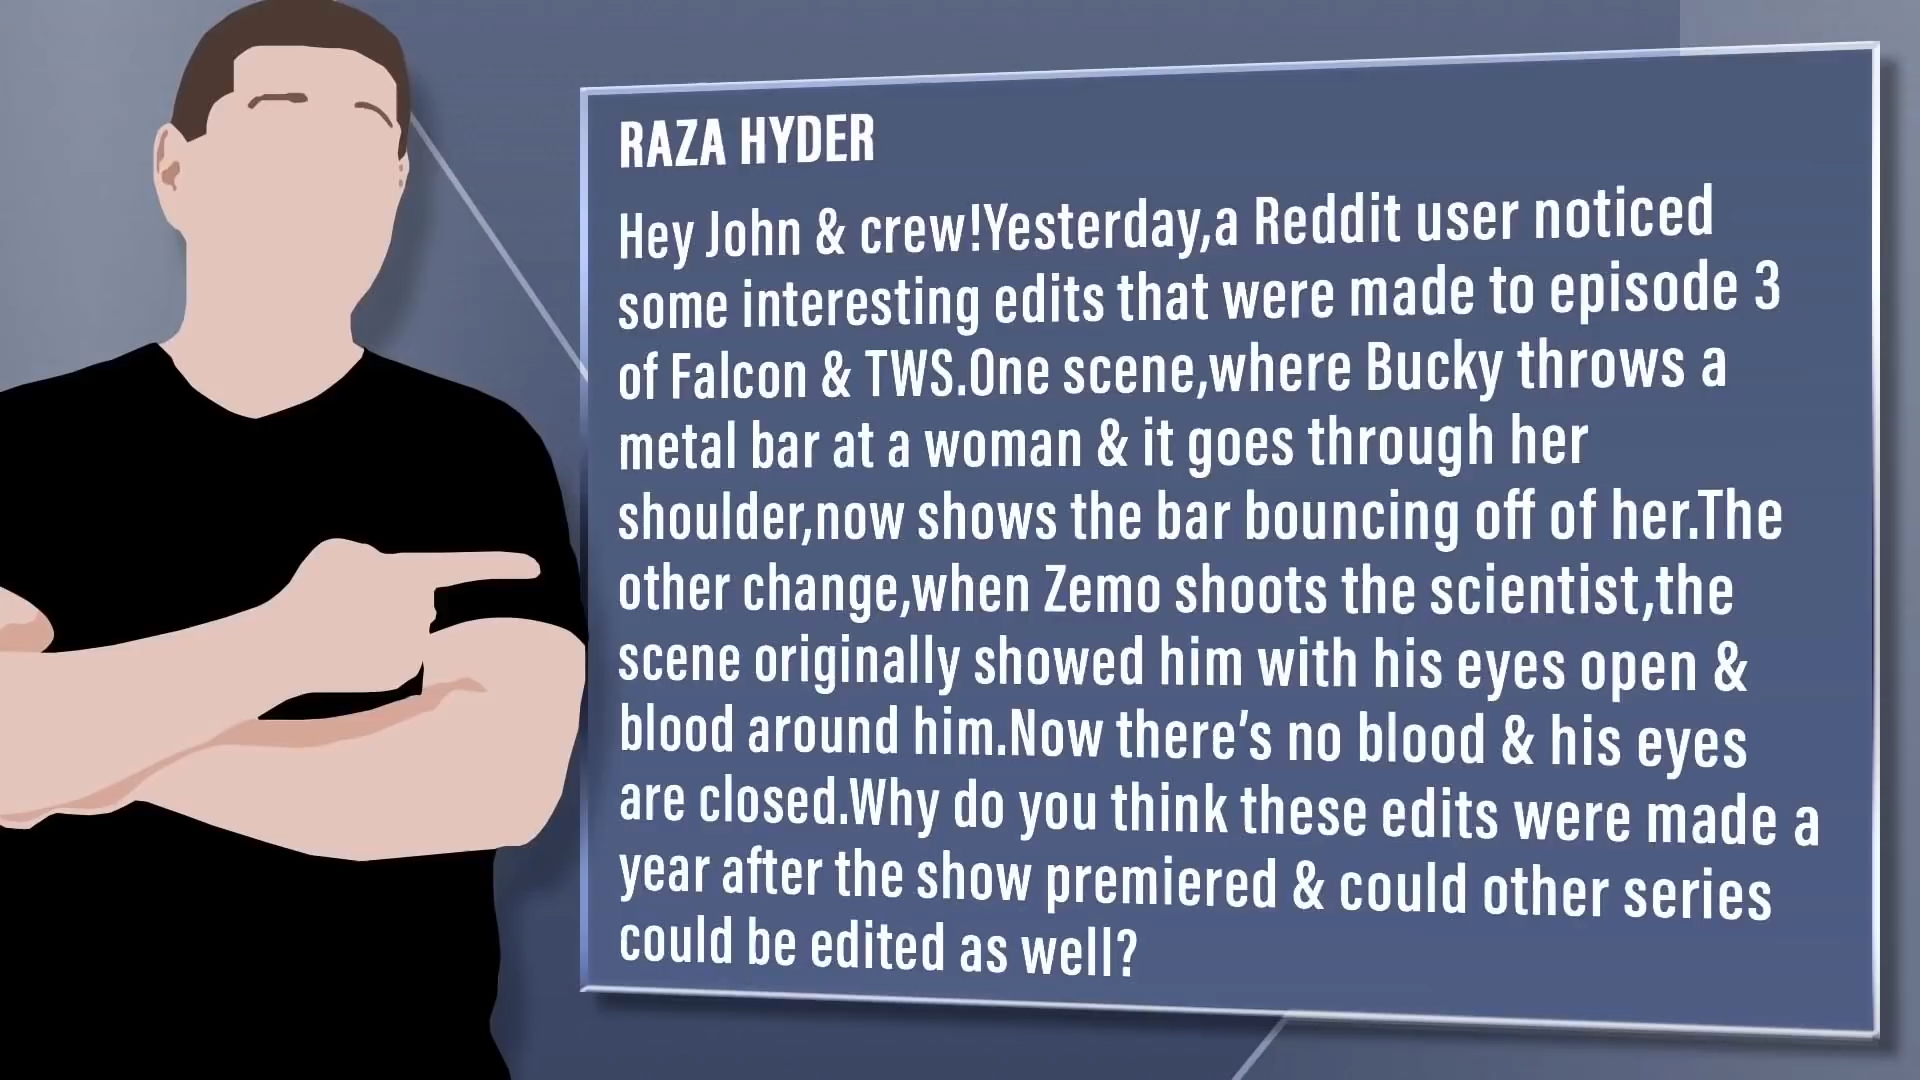 RAZA HYDER
Hey John & crew!Yesterday,a Reddit user noticed
some interesting edits that were made to episode 3
of Falcon & TWS.One scene,where Bucky throws a
metal bar at a woman & it goes through her
shoulder,now shows the bar bouncing off of her.The
other change,when Zemo shoots the scientist,the
scene originally showed him with his eyes open &
blood around him.Now there's no blood & his eyes
are closed.Why do you think these edits were made a
year after the show premiered & could other series
could be edited as well?